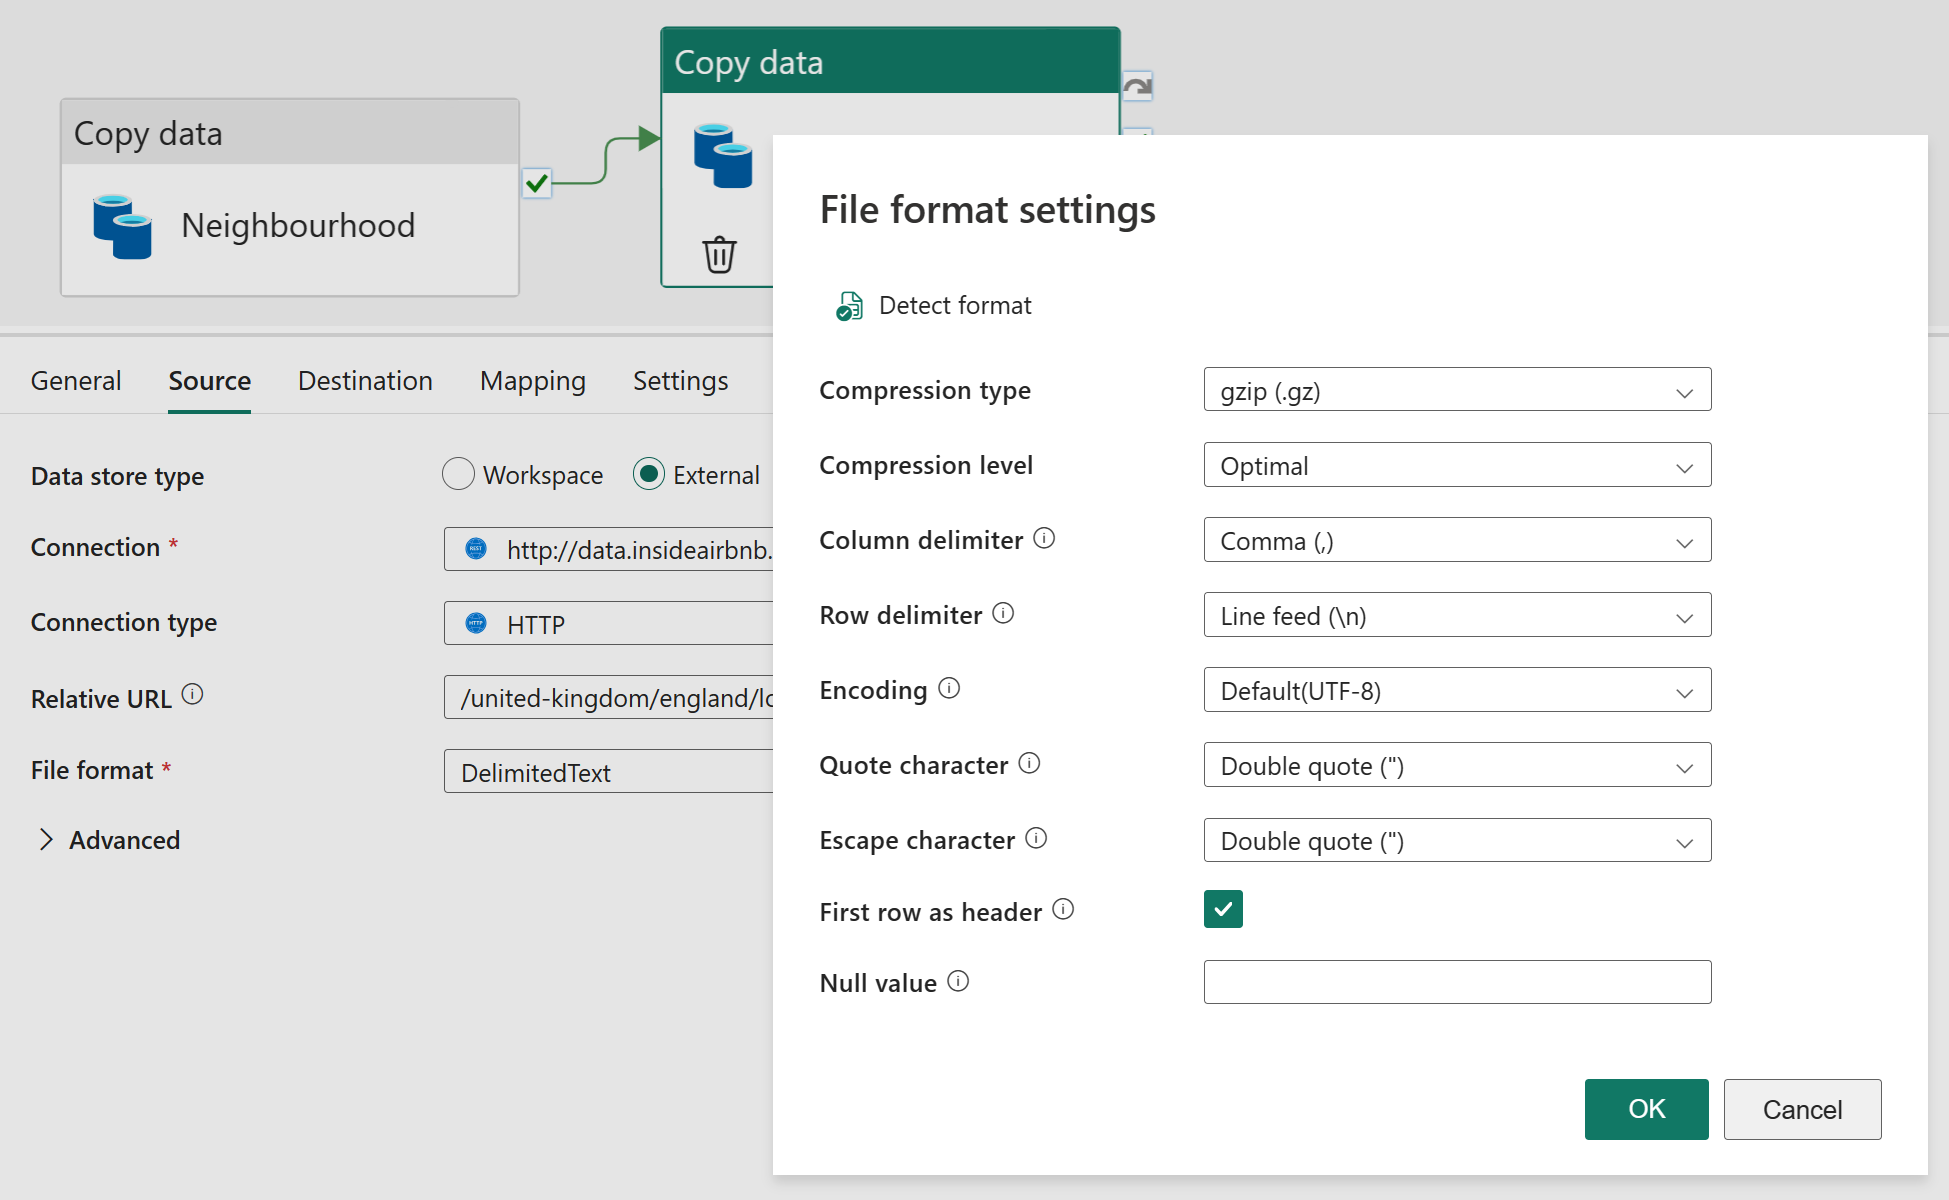 Copy data
Neighbourhood
Copy data
General
Source
Destination
Mapping
Settings
Data store type
Workspace
External
Connection *
http://data.insideairbnb.
Connection type
HTTP
Relative URL
/united-kingdom/england/lo
File format *
DelimitedText
Advanced
File format settings
Detect format
Compression type
gzip (.gz)
Compression level
Optimal
Column delimiter
Comma (,)
Row delimiter
Line feed (\n)
Encoding
Default(UTF-8)
Quote character
Double quote (")
Escape character
Double quote (")
First row as header
Null value
OK
Cancel